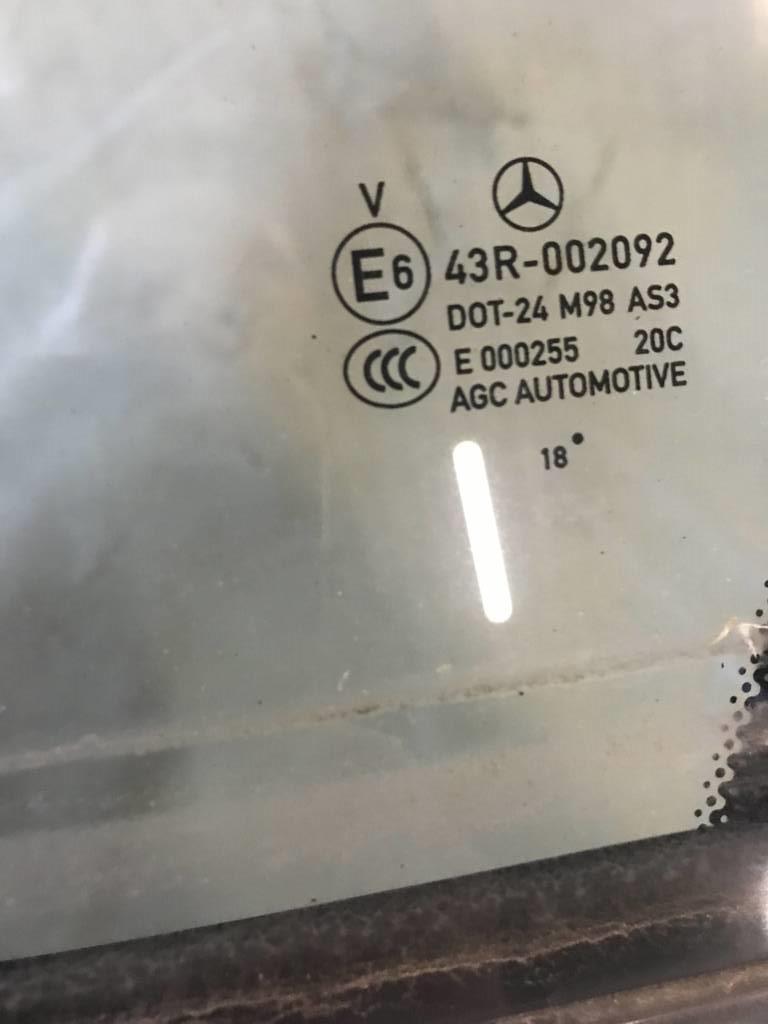 V
E6 43R-002092
DOT-24 M98 AS3
CCC E 000255 20C
AGC AUTOMOTIVE
18